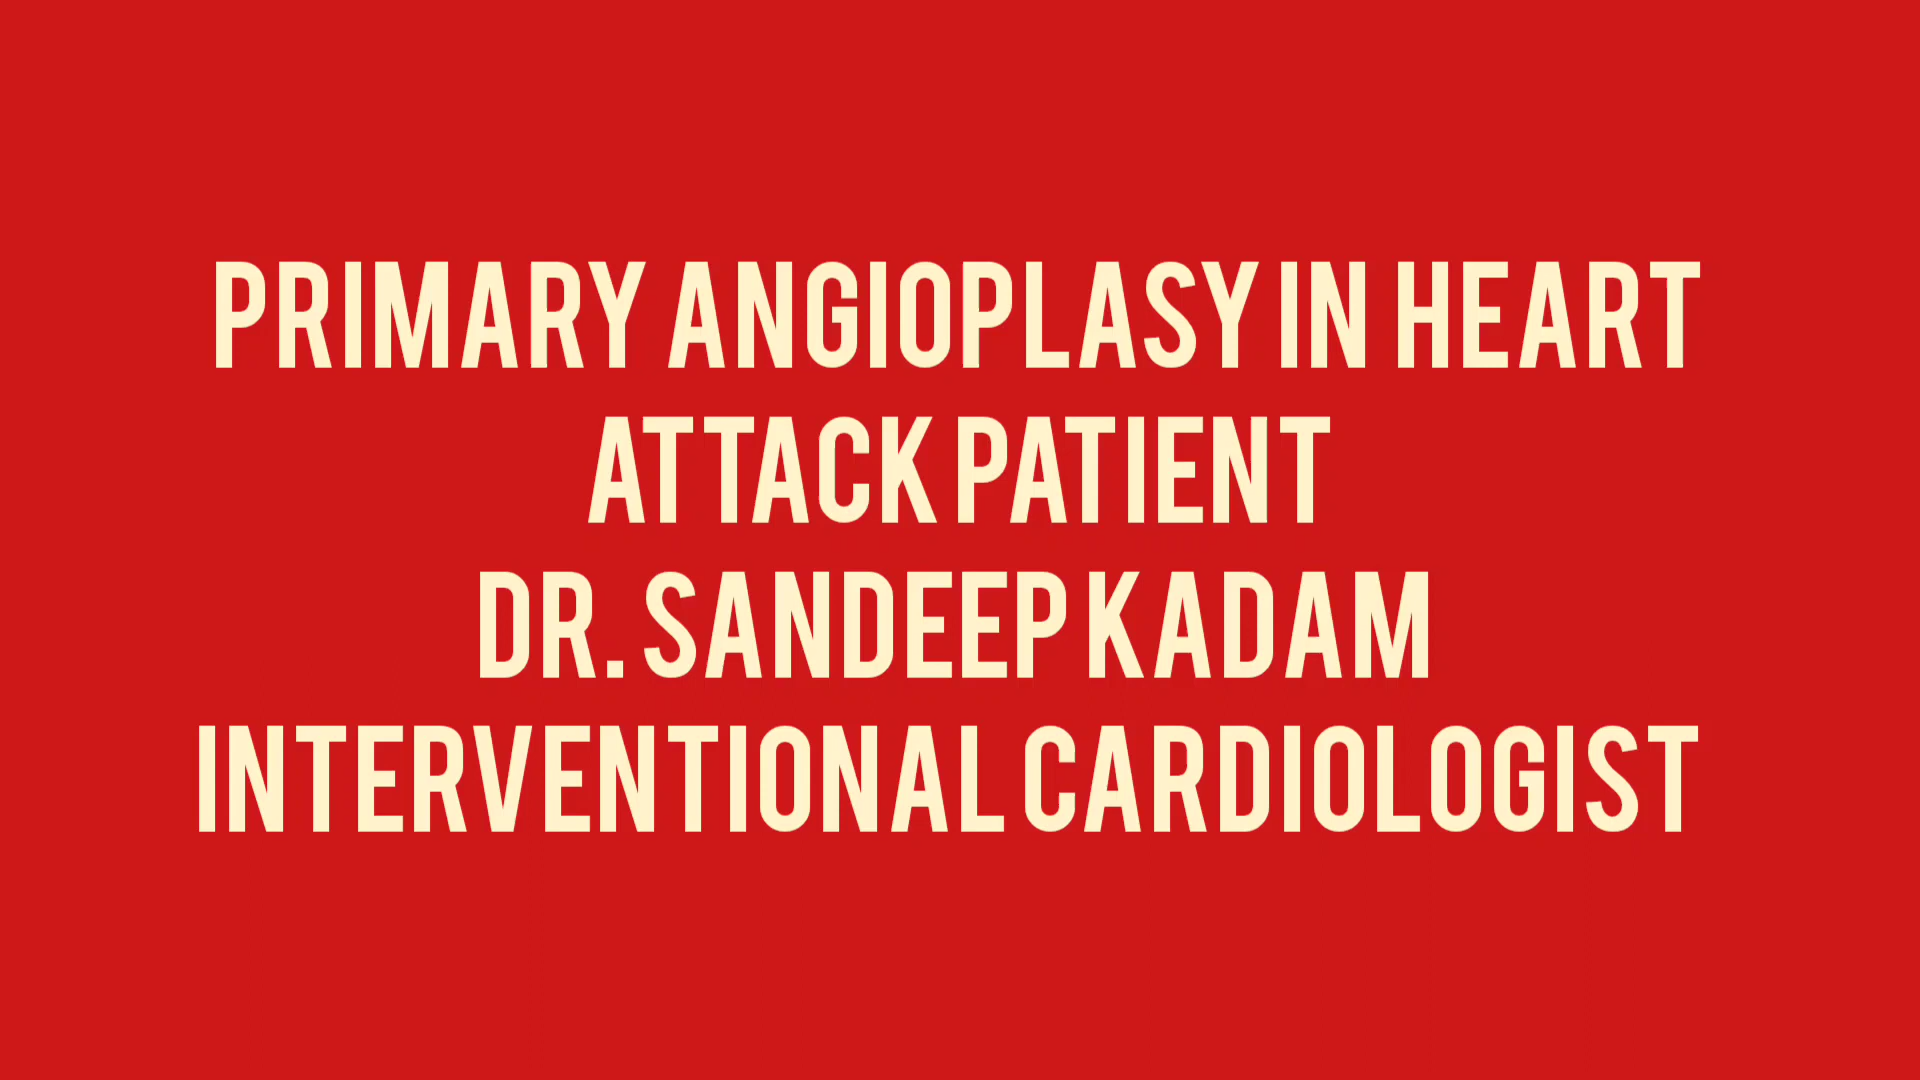 PRIMARY ANGIOPLASY IN HEART
ATTACK PATIENT
DR. SANDEEP KADAM
INTERVENTIONAL CARDIOLOGIST